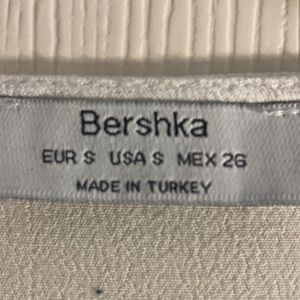 Bershka
EUR S USA S MEX 26
MADE IN TURKEY